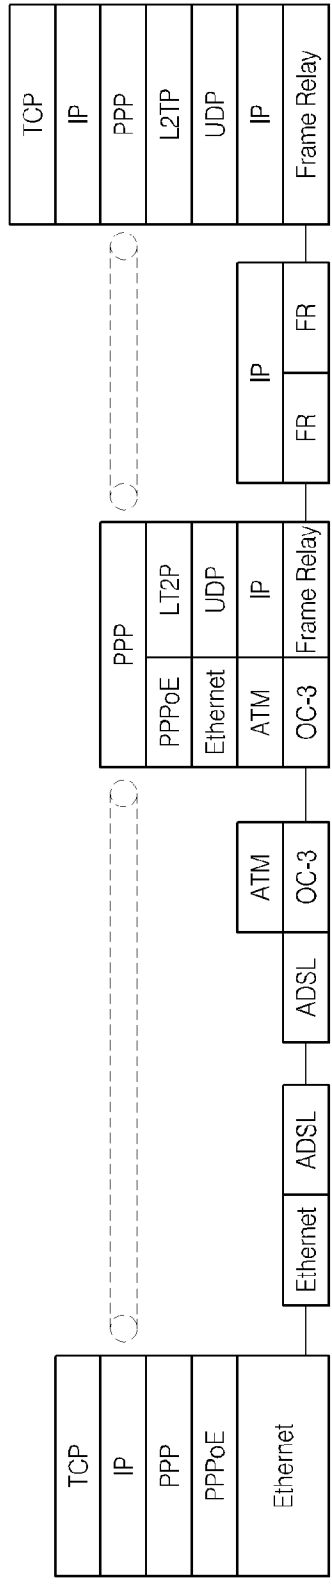 TCP
IP
PPP
PPPoE
Ethernet
Ethernet
ADSL
ATM
ADSL
OC-3
PPP
PPPoE
LT2P
Ethernet
UDP
ATM
IP
OC-3
Frame Relay
IP
FR
FR
TCP
IP
PPP
L2TP
UDP
IP
Frame Relay